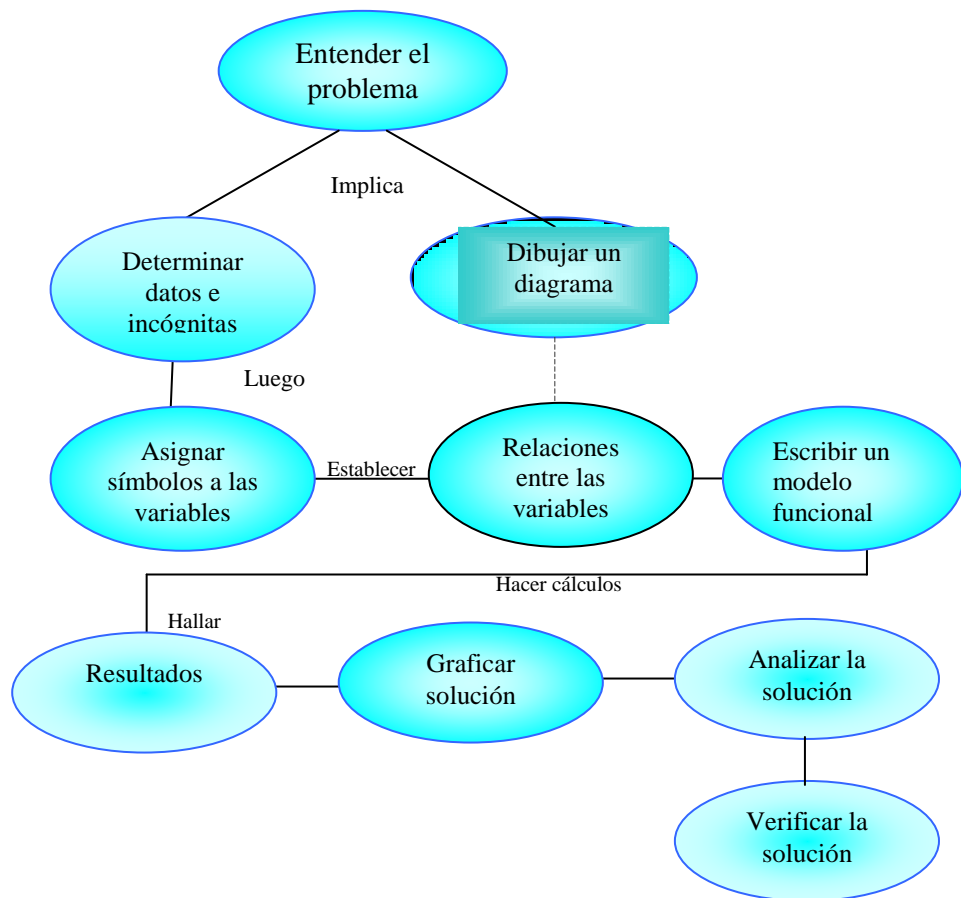 Entender el
problema
Implica
Determinar
datos e
incógnitas
Dibujar un
diagrama
Luego
Asignar
símbolos a las
variables
Establecer
Relaciones
entre las
variables
Escribir un
modelo
funcional
Hacer cálculos
Hallar
Resultados
Graficar
solución
Analizar la
solución
Verificar la
solución